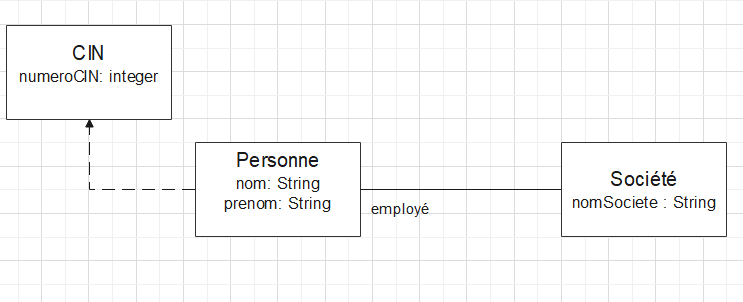 CIN
numeroCIN: integer
Personne
nom: String
prenom: String
employé
Société
nomSociete : String